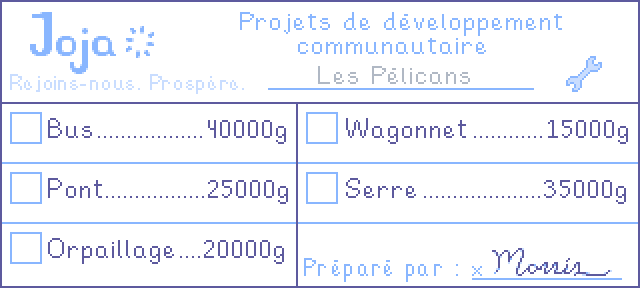 Joja
Rejoins-nous. Prospère.
Projets de développement
communautaire
Les Pélicans
Bus..................40000g
Wagonnet............15000g
Pont.................25000g
Serre....................35000g
Orpaillage....20000g
Préparé par : x Morris